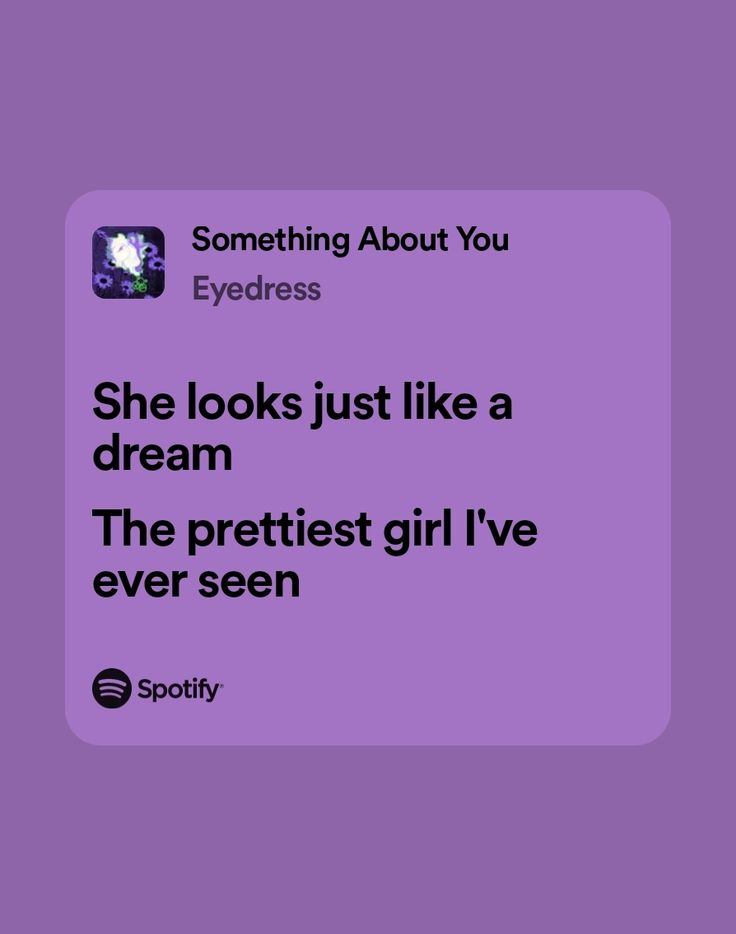 Something About You
Eyedress
She looks just like a
dream
The prettiest girl I've
ever seen
Spotify